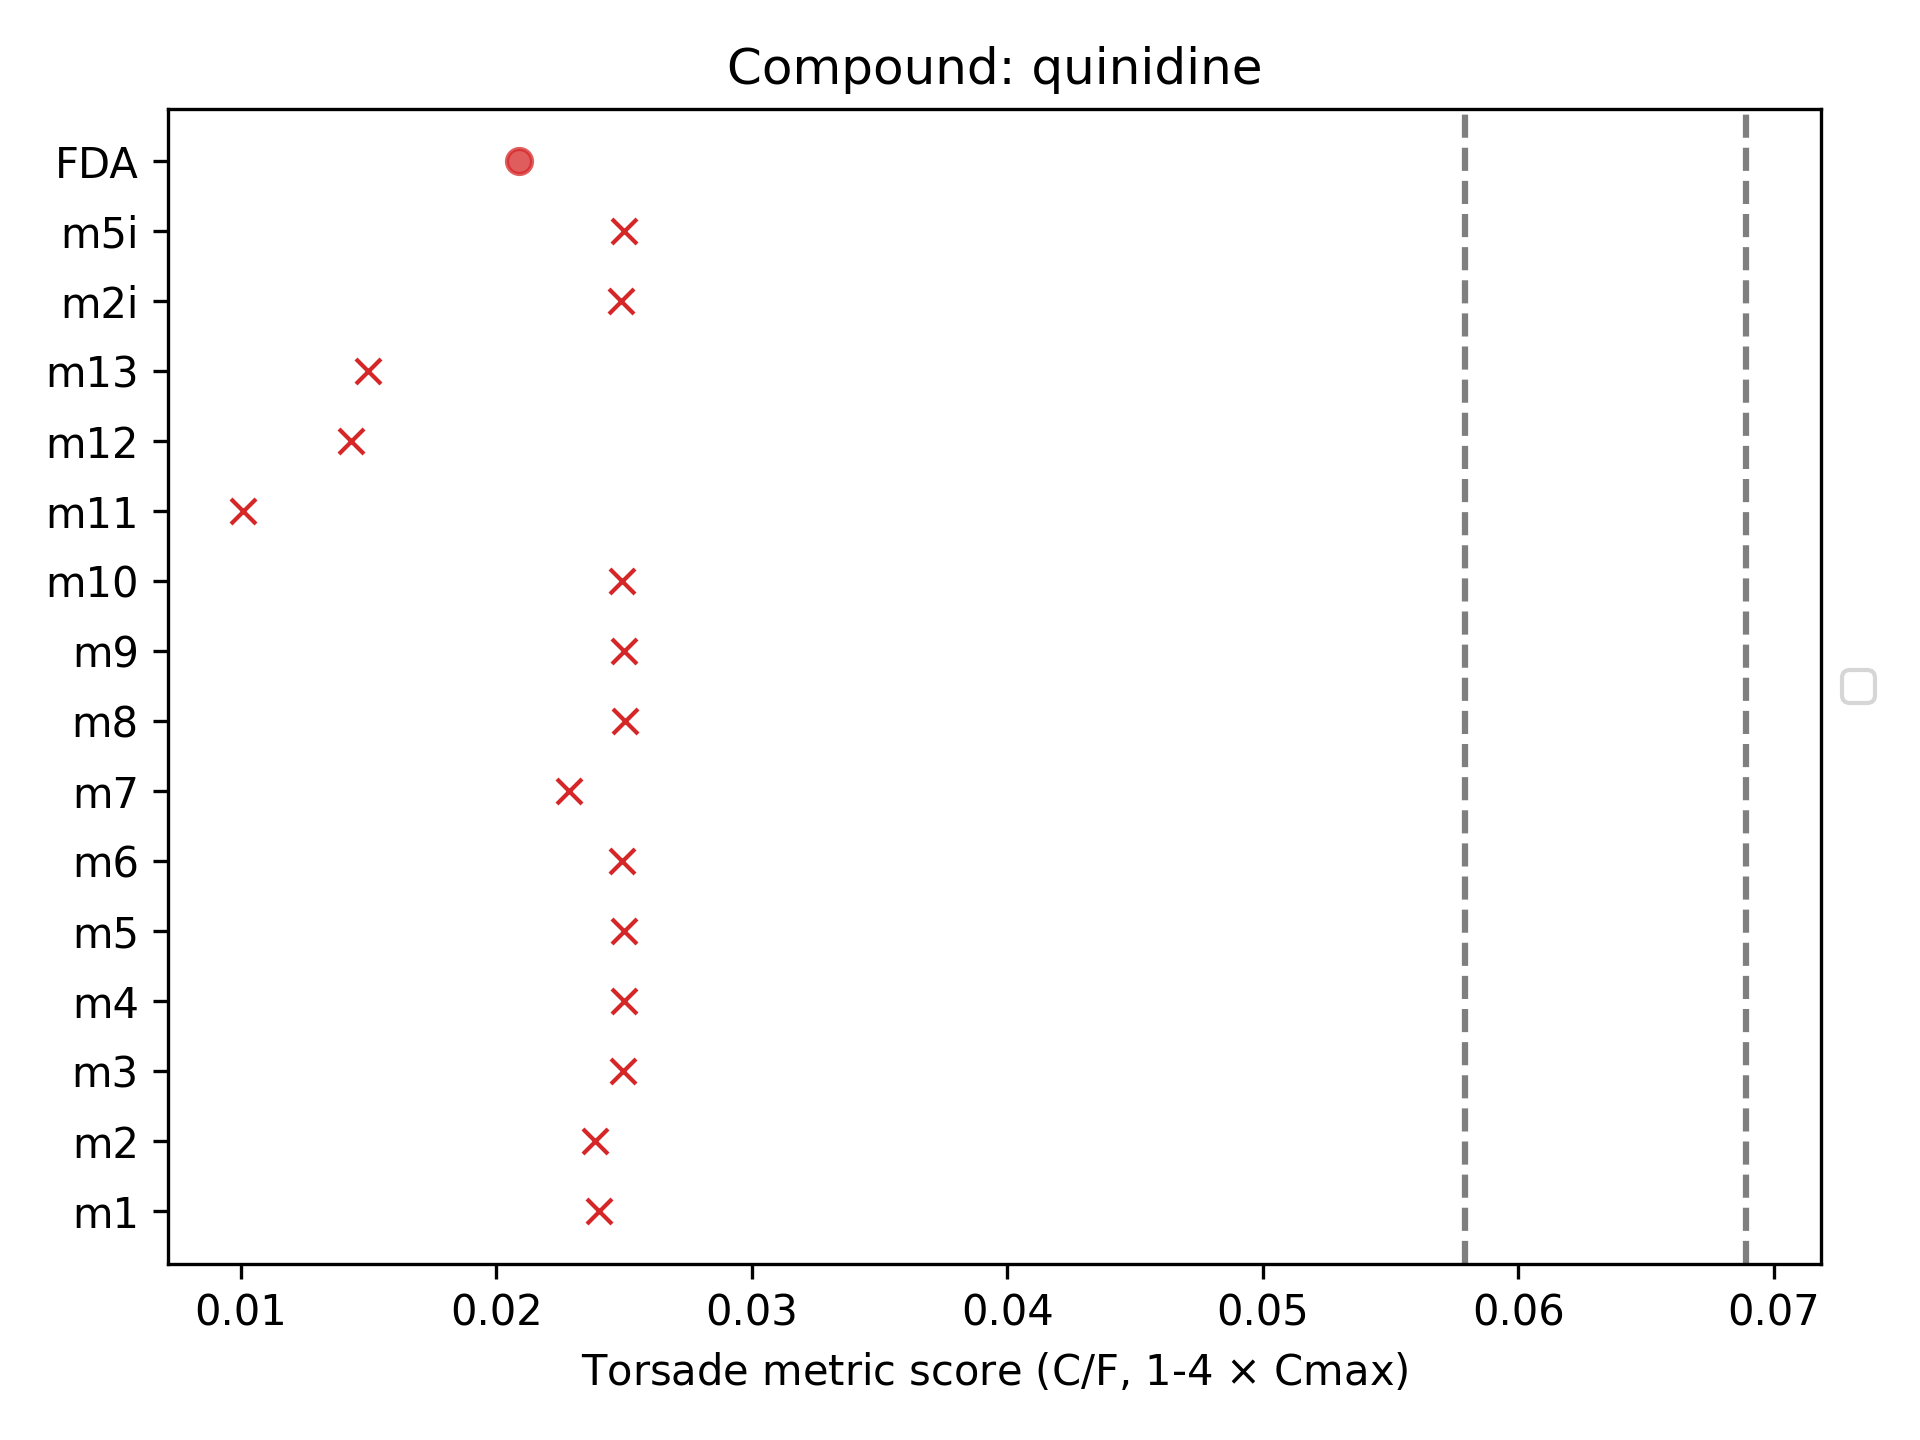 Compound: quinidine
FDA
m5i
m2i
m13
m12
m11
m10
m9
m8
m7
m6
m5
m4
m3
m2
m1
0.01 0.02 0.03 0.04 0.05 0.06 0.07
Torsade metric score (C/F, 1-4 × Cmax)